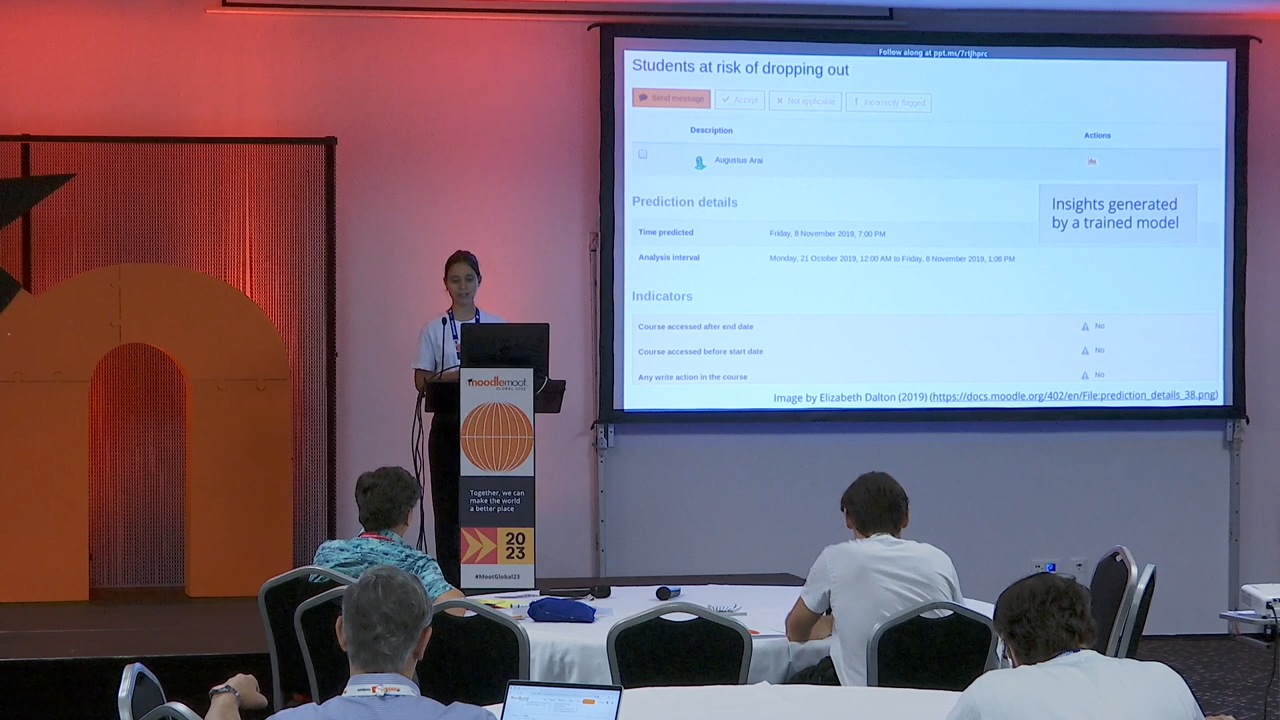 Follow along at ppt.ms/7rtjhprc
Students at risk of dropping out
Send message
Accept
Not applicable
Incorrectly flagged
Description
Actions
Augustus Arai
Prediction details
Insights generated
by a trained model
Time predicted
Friday, 8 November 2019, 7:00 PM
Analysis interval
Monday, 21 October 2019, 12:00 AM to Friday, 8 November 2019, 1:06 PM
Indicators
Course accessed after end date
No
Course accessed before start date
No
Any write action in the course
No
Image by Elizabeth Dalton (2019) (https://docs.moodle.org/402/en/File:prediction_details_38.png)
moodlemoot
GLOBAL 2023
Together, we can
make the world
a better place
20
23
#MootGlobal23